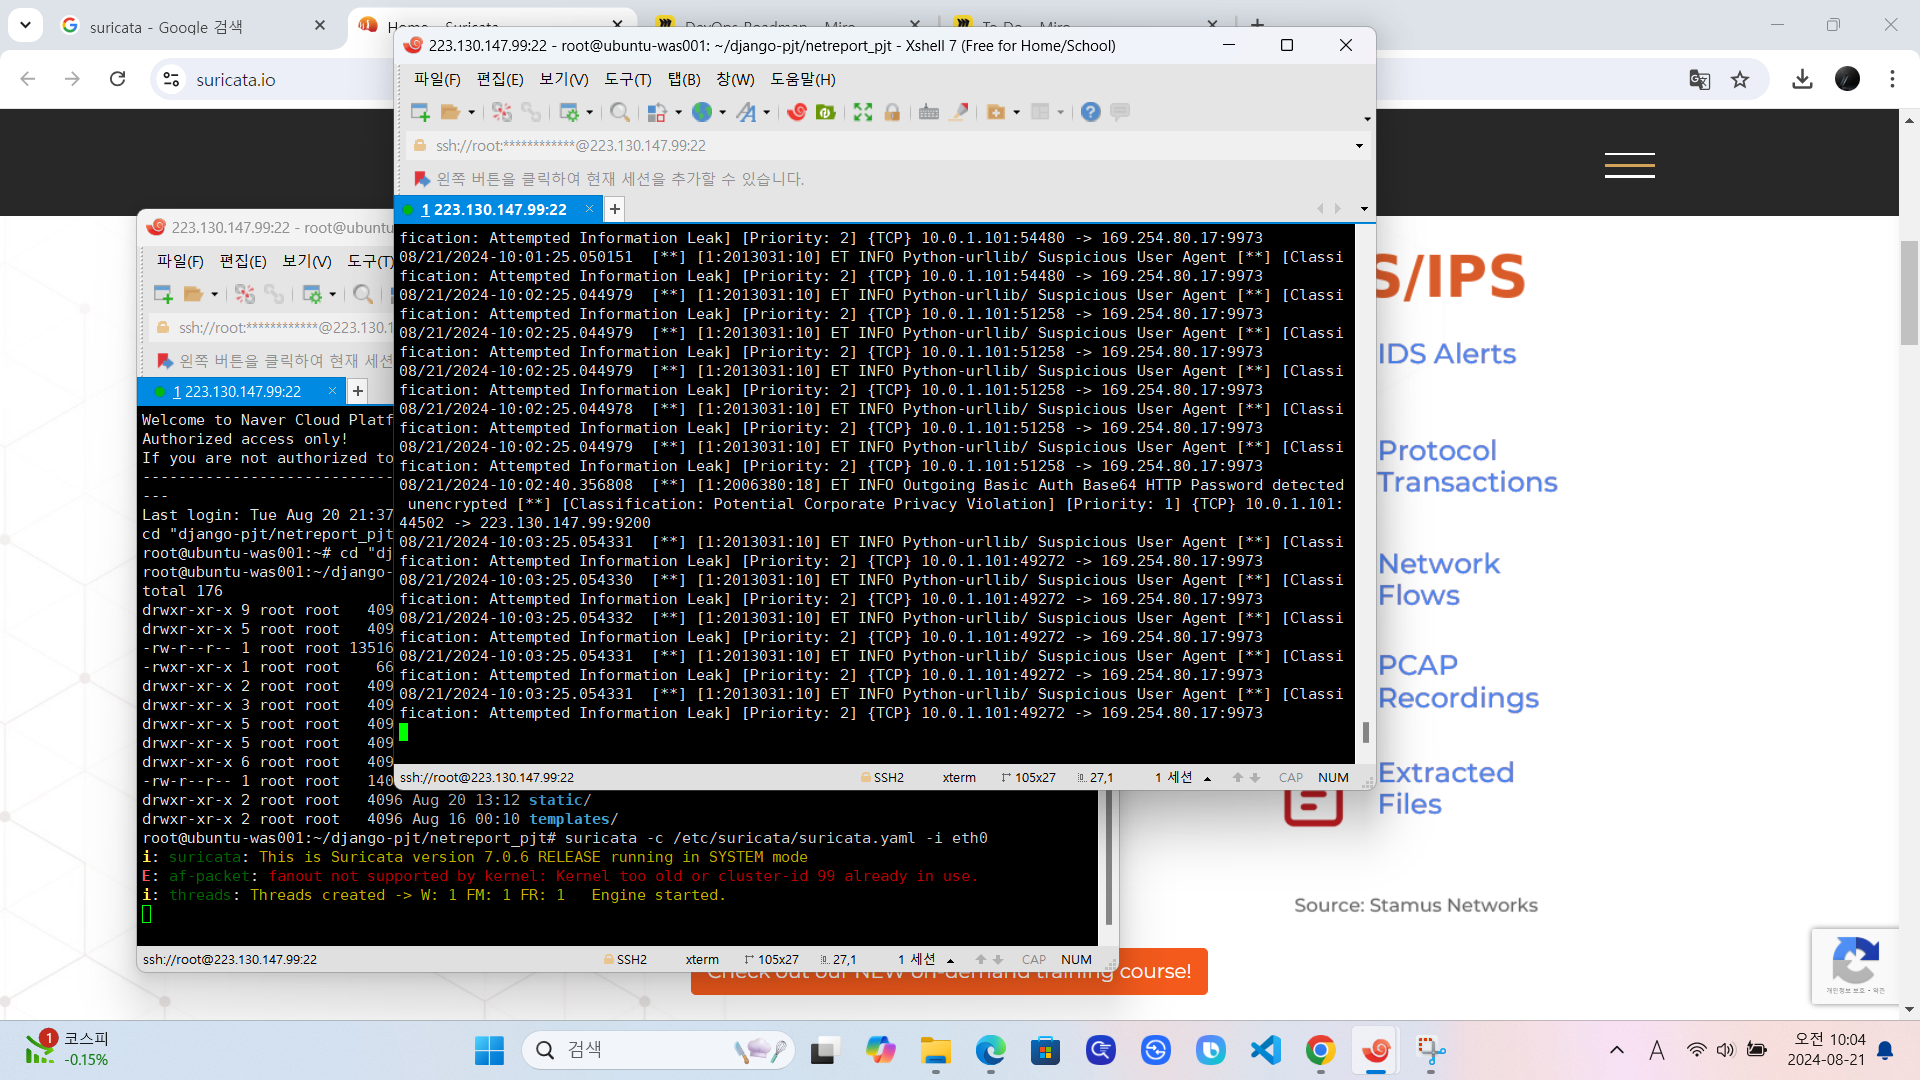 suricata - Google 검색
Home - Suricata
DevOps Roadmap - Miro
To Do - Miro
suricata.io
223.130.147.99:22 - root@ubuntu-was001: ~/django-pjt/netreport_pjt - Xshell 7 (Free for Home/School)
파일(F) 편집(E) 보기(V) 도구(T) 탭(B) 창(W) 도움말(H)
ssh://root:************@223.130.147.99:22
왼쪽 버튼을 클릭하여 현재 세션을 추가할 수 있습니다.
1 223.130.147.99:22
fication: Attempted Information Leak] [Priority: 2] {TCP} 10.0.1.101:54480 -> 169.254.80.17:9973
08/21/2024-10:01:25.050151  [**] [1:2013031:10] ET INFO Python-urllib/ Suspicious User Agent [**] [Classi
fication: Attempted Information Leak] [Priority: 2] {TCP} 10.0.1.101:54480 -> 169.254.80.17:9973
08/21/2024-10:02:25.044979  [**] [1:2013031:10] ET INFO Python-urllib/ Suspicious User Agent [**] [Classi
fication: Attempted Information Leak] [Priority: 2] {TCP} 10.0.1.101:51258 -> 169.254.80.17:9973
08/21/2024-10:02:25.044979  [**] [1:2013031:10] ET INFO Python-urllib/ Suspicious User Agent [**] [Classi
fication: Attempted Information Leak] [Priority: 2] {TCP} 10.0.1.101:51258 -> 169.254.80.17:9973
08/21/2024-10:02:25.044979  [**] [1:2013031:10] ET INFO Python-urllib/ Suspicious User Agent [**] [Classi
fication: Attempted Information Leak] [Priority: 2] {TCP} 10.0.1.101:51258 -> 169.254.80.17:9973
08/21/2024-10:02:25.044978  [**] [1:2013031:10] ET INFO Python-urllib/ Suspicious User Agent [**] [Classi
fication: Attempted Information Leak] [Priority: 2] {TCP} 10.0.1.101:51258 -> 169.254.80.17:9973
08/21/2024-10:02:25.044979  [**] [1:2013031:10] ET INFO Python-urllib/ Suspicious User Agent [**] [Classi
fication: Attempted Information Leak] [Priority: 2] {TCP} 10.0.1.101:51258 -> 169.254.80.17:9973
08/21/2024-10:02:40.356808  [**] [1:2006380:18] ET INFO Outgoing Basic Auth Base64 HTTP Password detected
 unencrypted [**] [Classification: Potential Corporate Privacy Violation] [Priority: 1] {TCP} 10.0.1.101:
44502 -> 223.130.147.99:9200
08/21/2024-10:03:25.054331  [**] [1:2013031:10] ET INFO Python-urllib/ Suspicious User Agent [**] [Classi
fication: Attempted Information Leak] [Priority: 2] {TCP} 10.0.1.101:49272 -> 169.254.80.17:9973
08/21/2024-10:03:25.054330  [**] [1:2013031:10] ET INFO Python-urllib/ Suspicious User Agent [**] [Classi
fication: Attempted Information Leak] [Priority: 2] {TCP} 10.0.1.101:49272 -> 169.254.80.17:9973
08/21/2024-10:03:25.054332  [**] [1:2013031:10] ET INFO Python-urllib/ Suspicious User Agent [**] [Classi
fication: Attempted Information Leak] [Priority: 2] {TCP} 10.0.1.101:49272 -> 169.254.80.17:9973
08/21/2024-10:03:25.054331  [**] [1:2013031:10] ET INFO Python-urllib/ Suspicious User Agent [**] [Classi
fication: Attempted Information Leak] [Priority: 2] {TCP} 10.0.1.101:49272 -> 169.254.80.17:9973
08/21/2024-10:03:25.054331  [**] [1:2013031:10] ET INFO Python-urllib/ Suspicious User Agent [**] [Classi
fication: Attempted Information Leak] [Priority: 2] {TCP} 10.0.1.101:49272 -> 169.254.80.17:9973
ssh://root@223.130.147.99:22 SSH2 xterm 105x27 27,1 1 세션 CAP NUM
223.130.147.99:22 - root@ubuntu
파일(F) 편집(E) 보기(V) 도구(T)
ssh://root:************@223.130.1
왼쪽 버튼을 클릭하여 현재 세션
1 223.130.147.99:22
Welcome to Naver Cloud Platf
Authorized access only!
If you are not authorized to
----------------------------
---
Last login: Tue Aug 20 21:37
cd "django-pjt/netreport_pjt
root@ubuntu-was001:~# cd "dj
root@ubuntu-was001:~/django-
total 176
drwxr-xr-x 9 root root   409
drwxr-xr-x 5 root root   409
-rw-r--r-- 1 root root 13516
-rwxr-xr-x 1 root root    66
drwxr-xr-x 2 root root   409
drwxr-xr-x 3 root root   409
drwxr-xr-x 5 root root   409
drwxr-xr-x 5 root root   409
drwxr-xr-x 6 root root   409
-rw-r--r-- 1 root root   140
drwxr-xr-x 2 root root   4096 Aug 20 13:12 static/
drwxr-xr-x 2 root root   4096 Aug 16 00:10 templates/
root@ubuntu-was001:~/django-pjt/netreport_pjt# suricata -c /etc/suricata/suricata.yaml -i eth0
i: suricata: This is Suricata version 7.0.6 RELEASE running in SYSTEM mode
E: af-packet: fanout not supported by kernel: Kernel too old or cluster-id 99 already in use.
i: threads: Threads created -> W: 1 FM: 1 FR: 1   Engine started.
ssh://root@223.130.147.99:22 SSH2 xterm 105x27 27,1 1 세션 CAP NUM
S/IPS
IDS Alerts
Protocol
Transactions
Network
Flows
PCAP
Recordings
Extracted
Files
Source: Stamus Networks
Check out our NEW on-demand training course!
개인정보 보호 - 약관
1 코스피
-0.15%
검색
A
오전 10:04
2024-08-21